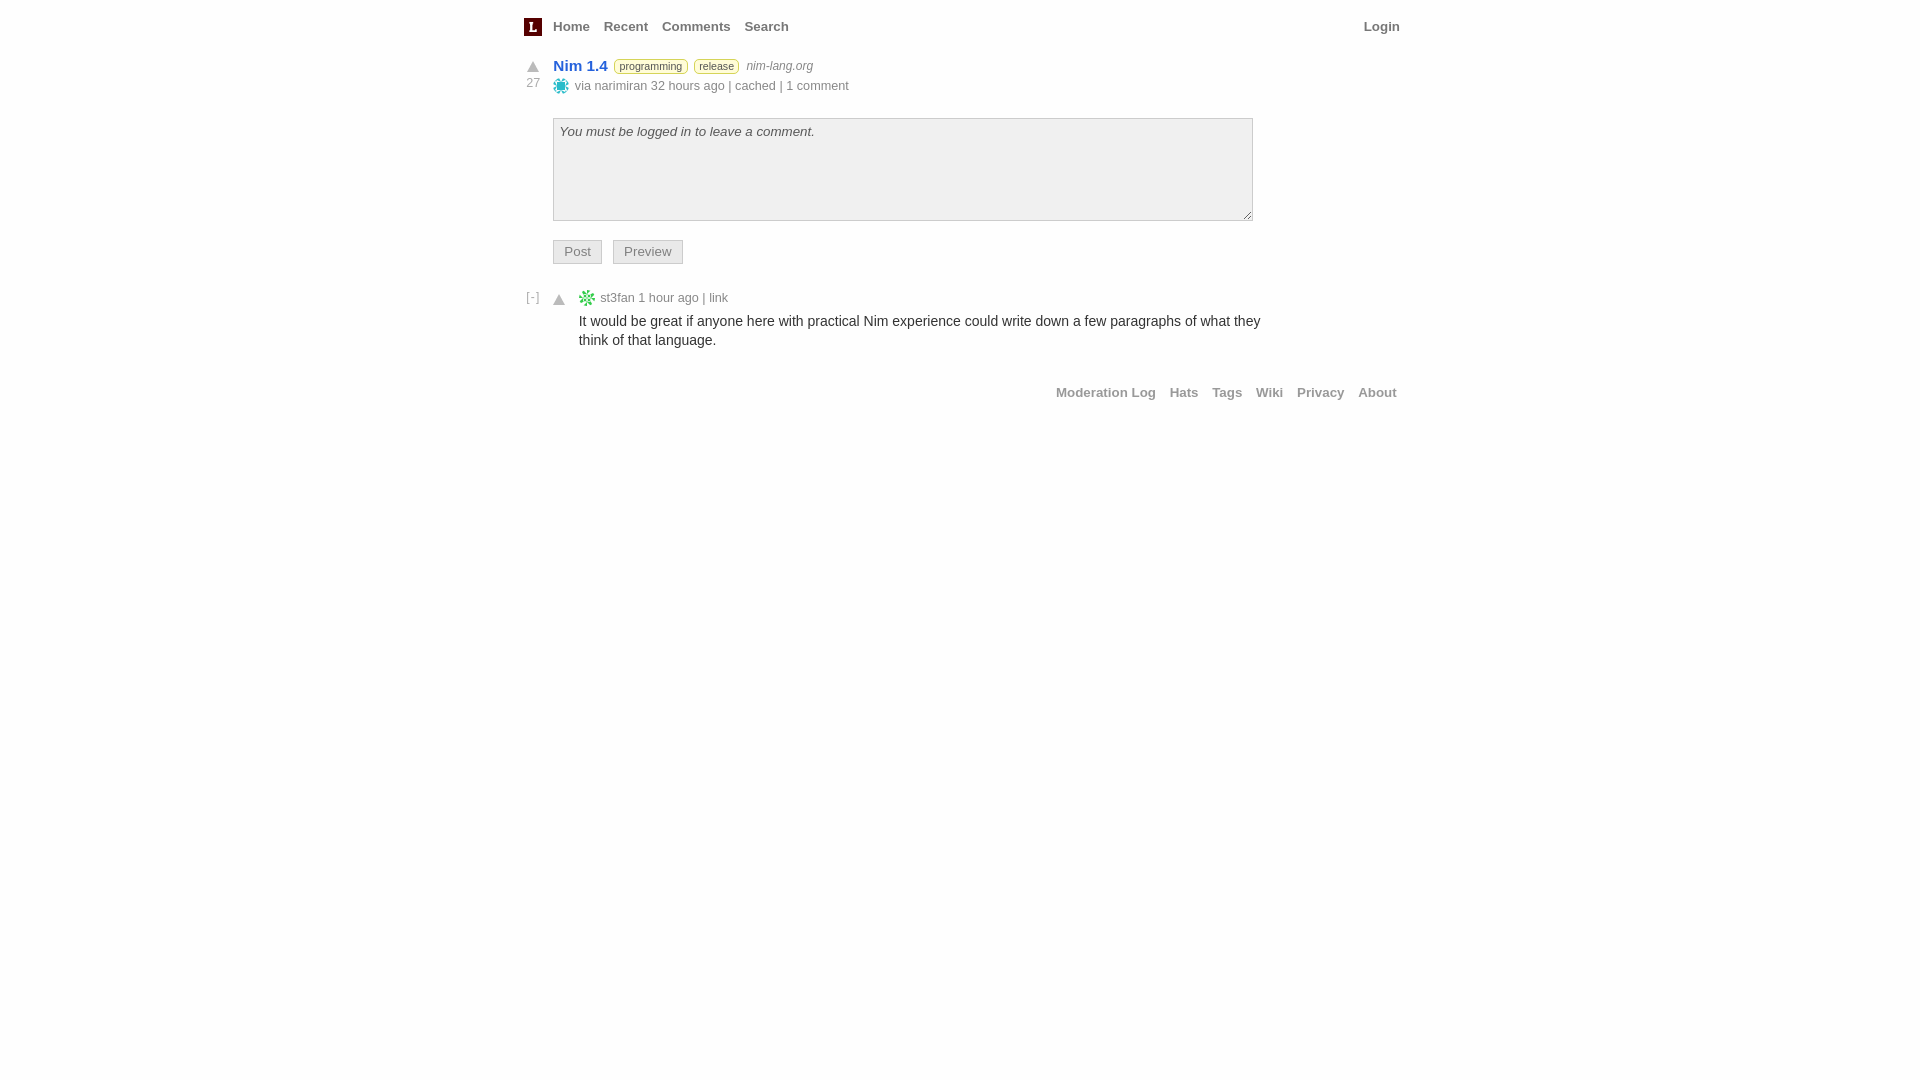 L Home Recent Comments Search Login
Nim 1.4 programming release nim-lang.org
27
via narimiran 32 hours ago | cached | 1 comment
You must be logged in to leave a comment.
Post Preview
[-] st3fan 1 hour ago | link
It would be great if anyone here with practical Nim experience could write down a few paragraphs of what they
think of that language.
Moderation Log Hats Tags Wiki Privacy About